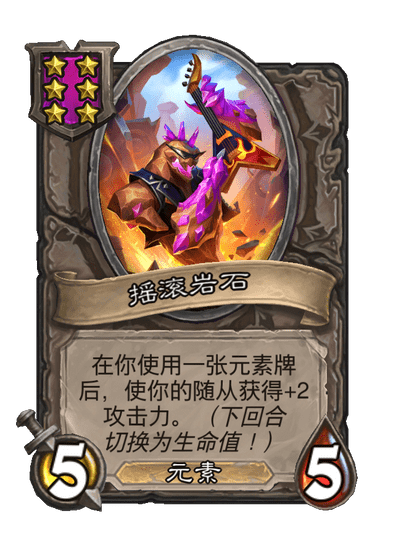 摇滚岩石
在你使用一张元素牌
后，使你的随从获得+2
攻击力。（下回合
切换为生命值！）
5
元素
5